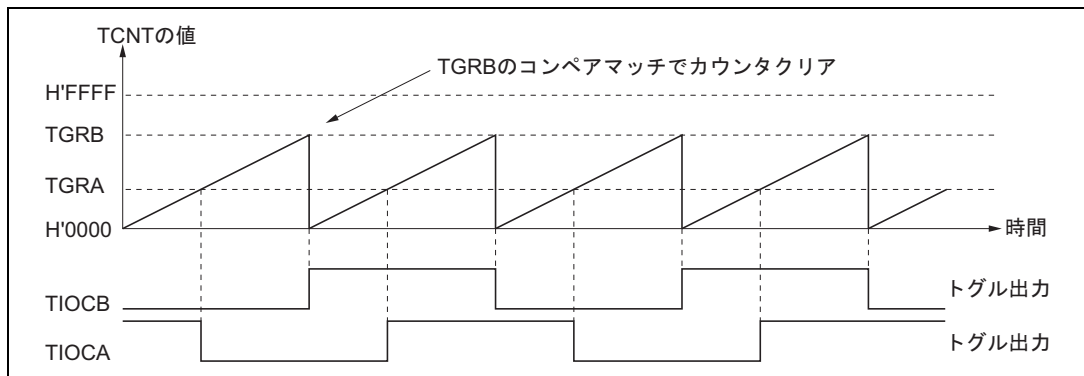 TCNTの値
TGRBのコンペアマッチでカウンタクリア
H'FFFF
TGRB
TGRA
H'0000
時間
TIOCB
トグル出力
TIOCA
トグル出力